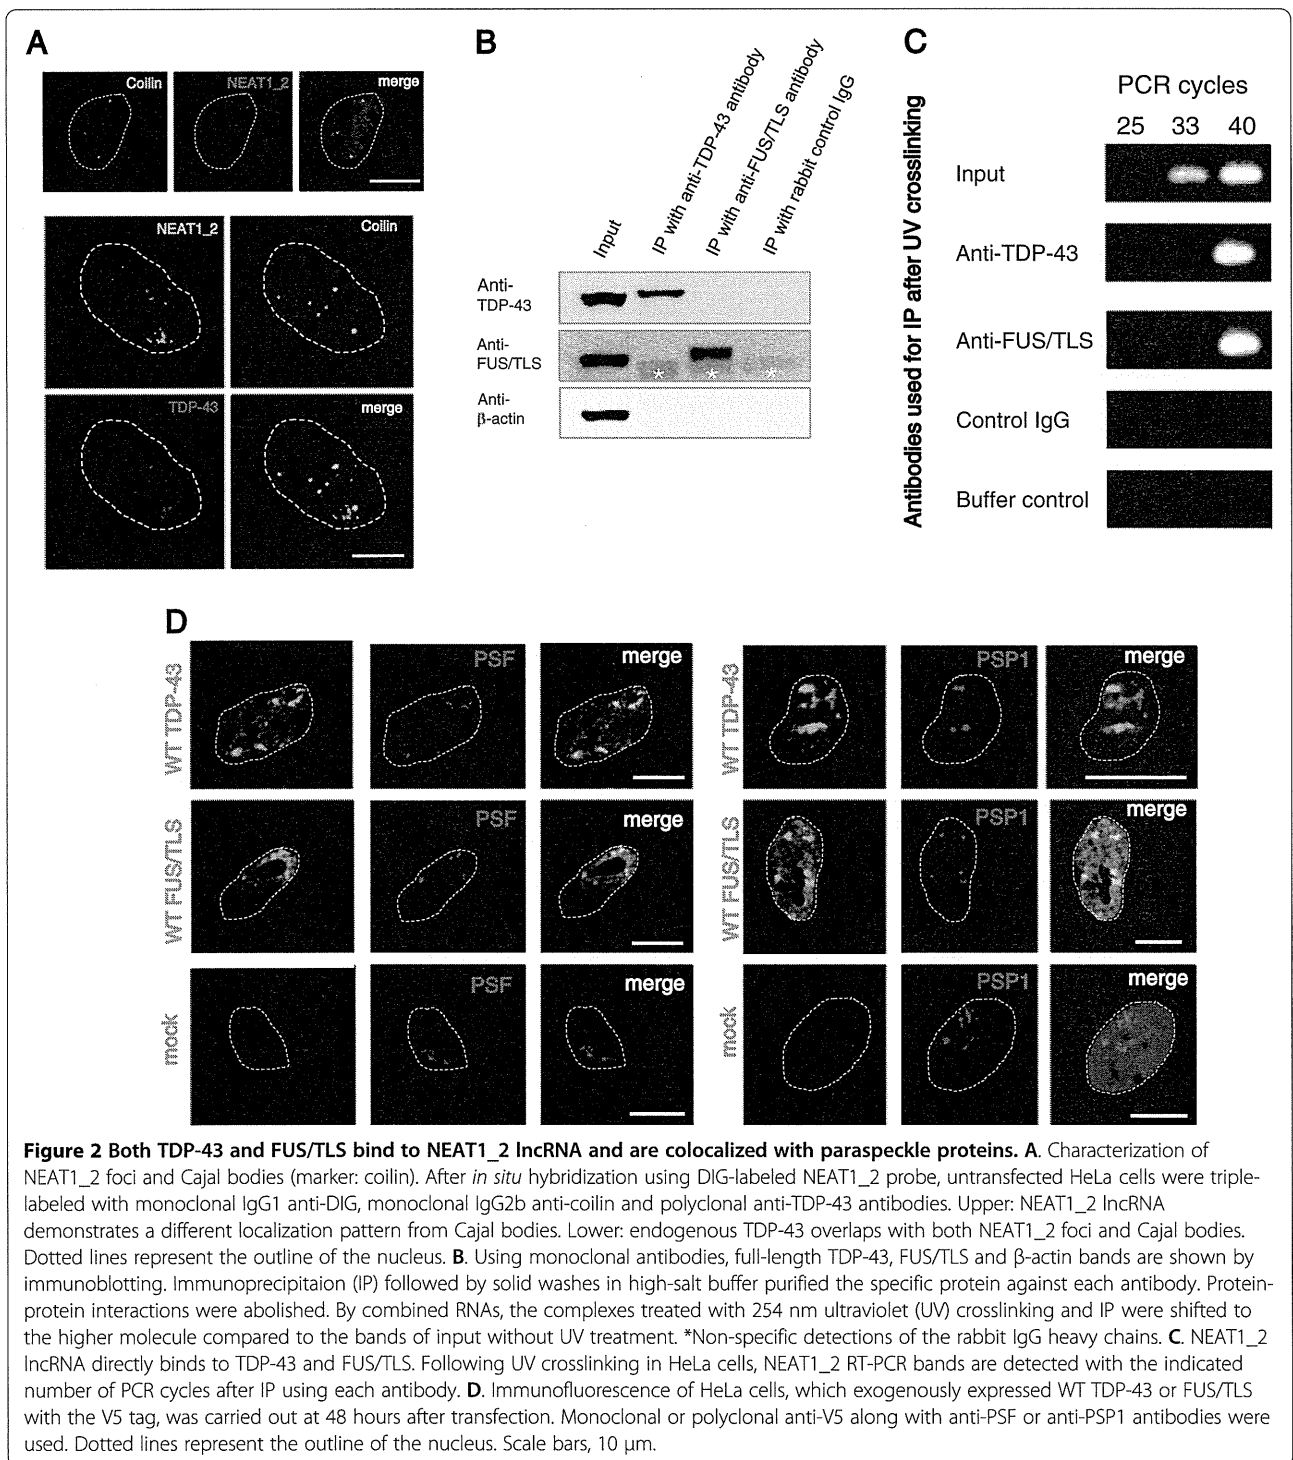 A
Coilin
NEAT1_2
merge
NEAT1_2
Coilin
TDP-43
merge
B
Input
IP with anti-TDP-43 antibody
IP with anti-FUS/TLS antibody
IP with rabbit control IgG
Anti-
TDP-43
Anti-
FUS/TLS
* * *
Anti-
β-actin
C
Antibodies used for IP after UV crosslinking
PCR cycles
25 33 40
Input
Anti-TDP-43
Anti-FUS/TLS
Control IgG
Buffer control
D
WT TDP-43
PSF
merge
WT TDP-43
PSP1
merge
WT FUS/TLS
PSF
merge
WT FUS/TLS
PSP1
merge
mock
PSF
merge
mock
PSP1
merge
Figure 2 Both TDP-43 and FUS/TLS bind to NEAT1_2 lncRNA and are colocalized with paraspeckle proteins. A. Characterization of
NEAT1_2 foci and Cajal bodies (marker: coilin). After in situ hybridization using DIG-labeled NEAT1_2 probe, untransfected HeLa cells were triple-
labeled with monoclonal IgG1 anti-DIG, monoclonal IgG2b anti-coilin and polyclonal anti-TDP-43 antibodies. Upper: NEAT1_2 lncRNA
demonstrates a different localization pattern from Cajal bodies. Lower: endogenous TDP-43 overlaps with both NEAT1_2 foci and Cajal bodies.
Dotted lines represent the outline of the nucleus. B. Using monoclonal antibodies, full-length TDP-43, FUS/TLS and β-actin bands are shown by
immunoblotting. Immunoprecipitaion (IP) followed by solid washes in high-salt buffer purified the specific protein against each antibody. Protein-
protein interactions were abolished. By combined RNAs, the complexes treated with 254 nm ultraviolet (UV) crosslinking and IP were shifted to
the higher molecule compared to the bands of input without UV treatment. *Non-specific detections of the rabbit IgG heavy chains. C. NEAT1_2
lncRNA directly binds to TDP-43 and FUS/TLS. Following UV crosslinking in HeLa cells, NEAT1_2 RT-PCR bands are detected with the indicated
number of PCR cycles after IP using each antibody. D. Immunofluorescence of HeLa cells, which exogenously expressed WT TDP-43 or FUS/TLS
with the V5 tag, was carried out at 48 hours after transfection. Monoclonal or polyclonal anti-V5 along with anti-PSF or anti-PSP1 antibodies were
used. Dotted lines represent the outline of the nucleus. Scale bars, 10 μm.